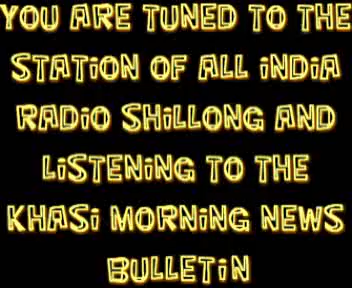 YOU ARE TUNED TO THE
STATiON OF ALL iNDiA
RADiO SHiLLONG AND
LiSTENiNG TO THE
KHASi MORNiNG NEWS
BULLETiN